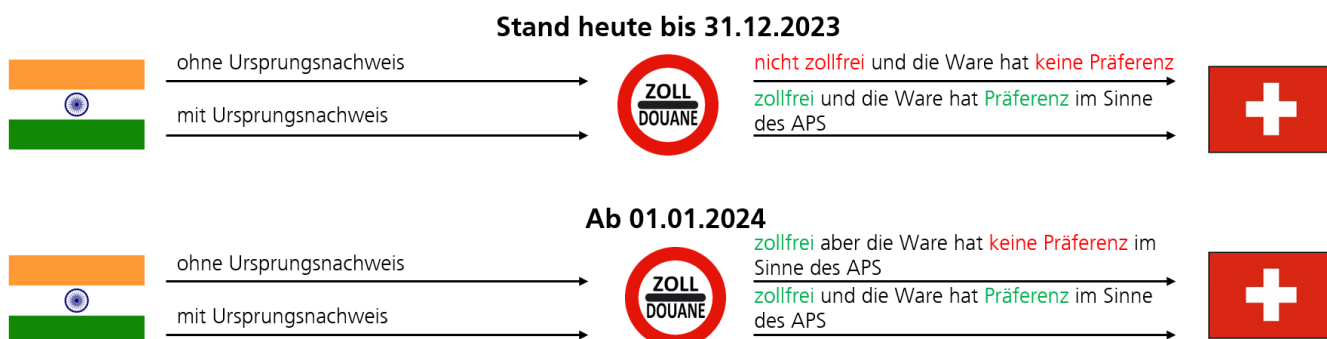 Stand heute bis 31.12.2023
ohne Ursprungsnachweis
nicht zollfrei und die Ware hat keine Präferenz
mit Ursprungsnachweis
ZOLL
DOUANE
zollfrei und die Ware hat Präferenz im Sinne
des APS
Ab 01.01.2024
ohne Ursprungsnachweis
zollfrei aber die Ware hat keine Präferenz im
Sinne des APS
mit Ursprungsnachweis
ZOLL
DOUANE
zollfrei und die Ware hat Präferenz im Sinne
des APS